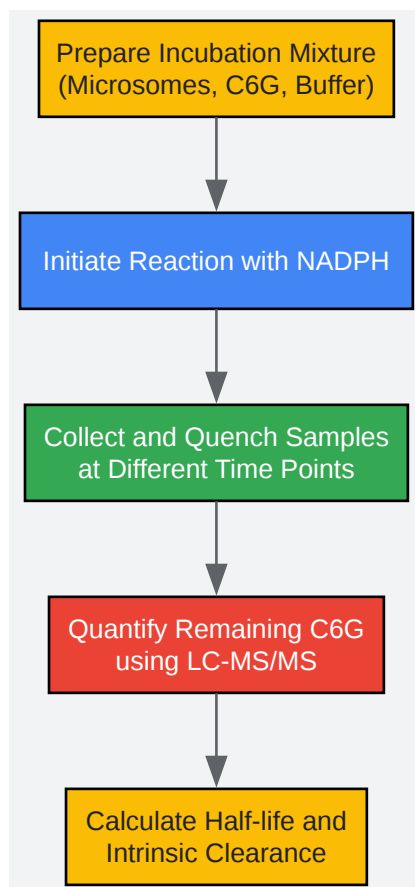 Prepare Incubation Mixture
(Microsomes, C6G, Buffer)
Initiate Reaction with NADPH
Collect and Quench Samples
at Different Time Points
Quantify Remaining C6G
using LC-MS/MS
Calculate Half-life and
Intrinsic Clearance